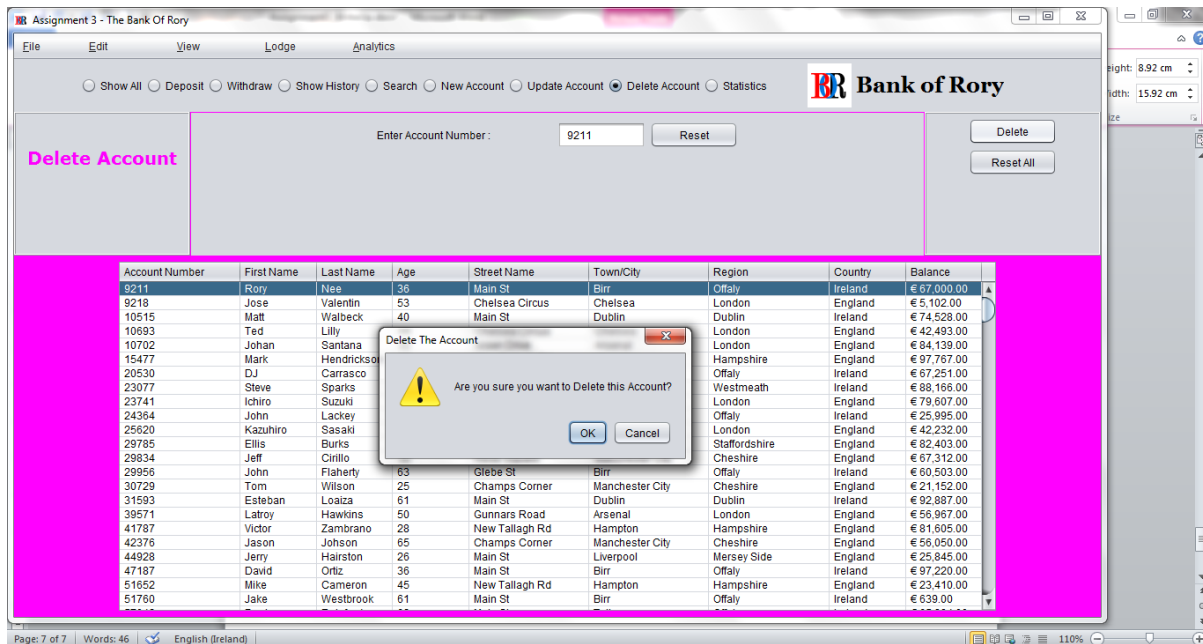 Assignment 3 - The Bank Of Rory
File Edit View Lodge Analytics
Show All Deposit Withdraw Show History Search New Account Update Account Delete Account Statistics
BR Bank of Rory
Delete Account
Enter Account Number : 9211 Reset
Delete
Reset All
Account Number First Name Last Name Age Street Name Town/City Region Country Balance
9211 Rory Nee 36 Main St Birr Offaly Ireland € 67,000.00
9218 Jose Valentin 53 Chelsea Circus Chelsea London England € 5,102.00
10515 Matt Walbeck 40 Main St Dublin Dublin Ireland € 74,528.00
10693 Ted Lilly London England € 42,493.00
10702 Johan Santana London England € 84,139.00
15477 Mark Hendrickson Hampshire England € 97,767.00
20530 DJ Carrasco Offaly Ireland € 67,251.00
23077 Steve Sparks Westmeath Ireland € 88,166.00
23741 Ichiro Suzuki London England € 79,607.00
24364 John Lackey Offaly Ireland € 25,995.00
25620 Kazuhiro Sasaki London England € 42,232.00
29785 Ellis Burks Staffordshire England € 82,403.00
29834 Jeff Cirillo Cheshire England € 67,312.00
29956 John Flaherty 63 Glebe St Birr Offaly Ireland € 60,503.00
30729 Tom Wilson 25 Champs Corner Manchester City Cheshire England € 21,152.00
31593 Esteban Loaiza 61 Main St Dublin Dublin Ireland € 92,887.00
39571 Latroy Hawkins 50 Gunnars Road Arsenal London England € 56,967.00
41787 Victor Zambrano 28 New Tallagh Rd Hampton Hampshire England € 81,605.00
42376 Jason Johson 65 Champs Corner Manchester City Cheshire England € 56,050.00
44928 Jerry Hairston 26 Main St Liverpool Mersey Side England € 25,845.00
47187 David Ortiz 36 Main St Birr Offaly Ireland € 97,220.00
51652 Mike Cameron 45 New Tallagh Rd Hampton Hampshire England € 23,410.00
51760 Jake Westbrook 61 Main St Birr Offaly Ireland € 639.00
Delete The Account
Are you sure you want to Delete this Account?
OK Cancel
eight: 8.92 cm
idth: 15.92 cm
ize
Page: 7 of 7 Words: 46 English (Ireland) 110%